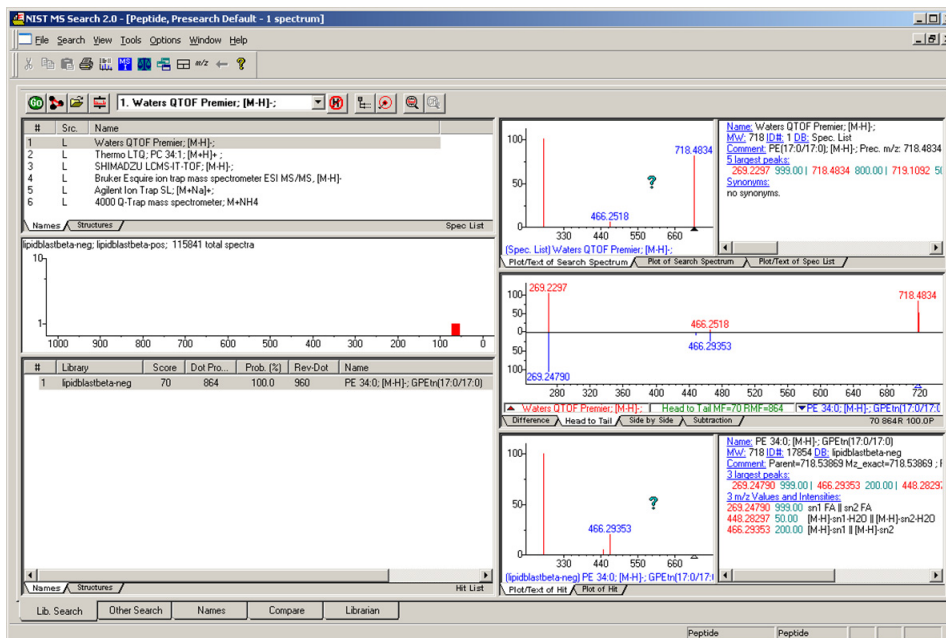 NIST MS Search 2.0 - [Peptide, Presearch Default - 1 spectrum]
File Search View Tools Options Window Help
m/z
GO
1. Waters QTOF Premier; [M-H]-;
# Src. Name
1 L Waters QTOF Premier; [M-H]-;
2 L Thermo LTQ; PC 34:1; [M+H]+ ;
3 L SHIMADZU LCMS-IT-TOF; [M-H]-;
4 L Bruker Esquire ion trap mass spectrometer ESI MS/MS, [M-H]-
5 L Agilent Ion Trap SL; [M+Na]+;
6 L 4000 Q-Trap mass spectrometer; M+NH4
Names Structures Spec List
lipidblastbeta-neg; lipidblastbeta-pos; 115841 total spectra
10
1
1000 900 800 700 600 500 400 300 200 100 0
# Library Score Dot Pro... Prob. (%) Rev-Dot Name
1 lipidblastbeta-neg 70 864 100.0 960 PE 34:0; [M-H]-; GPEtn(17:0/17:0)
Names Structures Hit List
Lib. Search Other Search Names Compare Librarian
100
50
0
718.4834
?
466.2518
330 440 550 660
(Spec. List) Waters QTOF Premier; [M-H]-;
Name: Waters QTOF Premier; [M-H]-;
MW: 718 ID#: 1 DB: Spec. List
Comment: PE(17:0/17:0); [M-H]-; Prec. m/z: 718.4834
5 largest peaks:
269.2297 999.00 | 718.4834 800.00 | 719.1092 50
Synonyms:
no synonyms.
Plot/Text of Search Spectrum Plot of Search Spectrum Plot/Text of Spec List
100
50
0
50
100
269.2297
718.4834
466.2518
466.29353
269.24790
280 320 360 400 440 480 520 560 600 640 680 720
Waters QTOF Premier; [M-H]-; Head to Tail MF=70 RMF=864 PE 34:0; [M-H]-; GPEtn(17:0/17:0
Difference Head to Tail Side by Side Subtraction 70 864R 100.0P
100
50
0
?
466.29353
330 440 550 660
(lipidblastbeta-neg) PE 34:0; [M-H]-; GPEtn(17:1
Name: PE 34:0; [M-H]-; GPEtn(17:0/17:0)
MW: 718 ID#: 17854 DB: lipidblastbeta-neg
Comment: Parent=718.53869 Mz_exact=718.53869 ;
3 largest peaks:
269.24790 999.00 | 466.29353 200.00 | 448.28297
3 m/z Values and Intensities:
269.24790 999.00 sn1 FA || sn2 FA
448.28297 50.00 [M-H]-sn1-H2O || [M-H]-sn2-H2O
466.29353 200.00 [M-H]-sn1 || [M-H]-sn2
Plot/Text of Hit Plot of Hit
Peptide Peptide